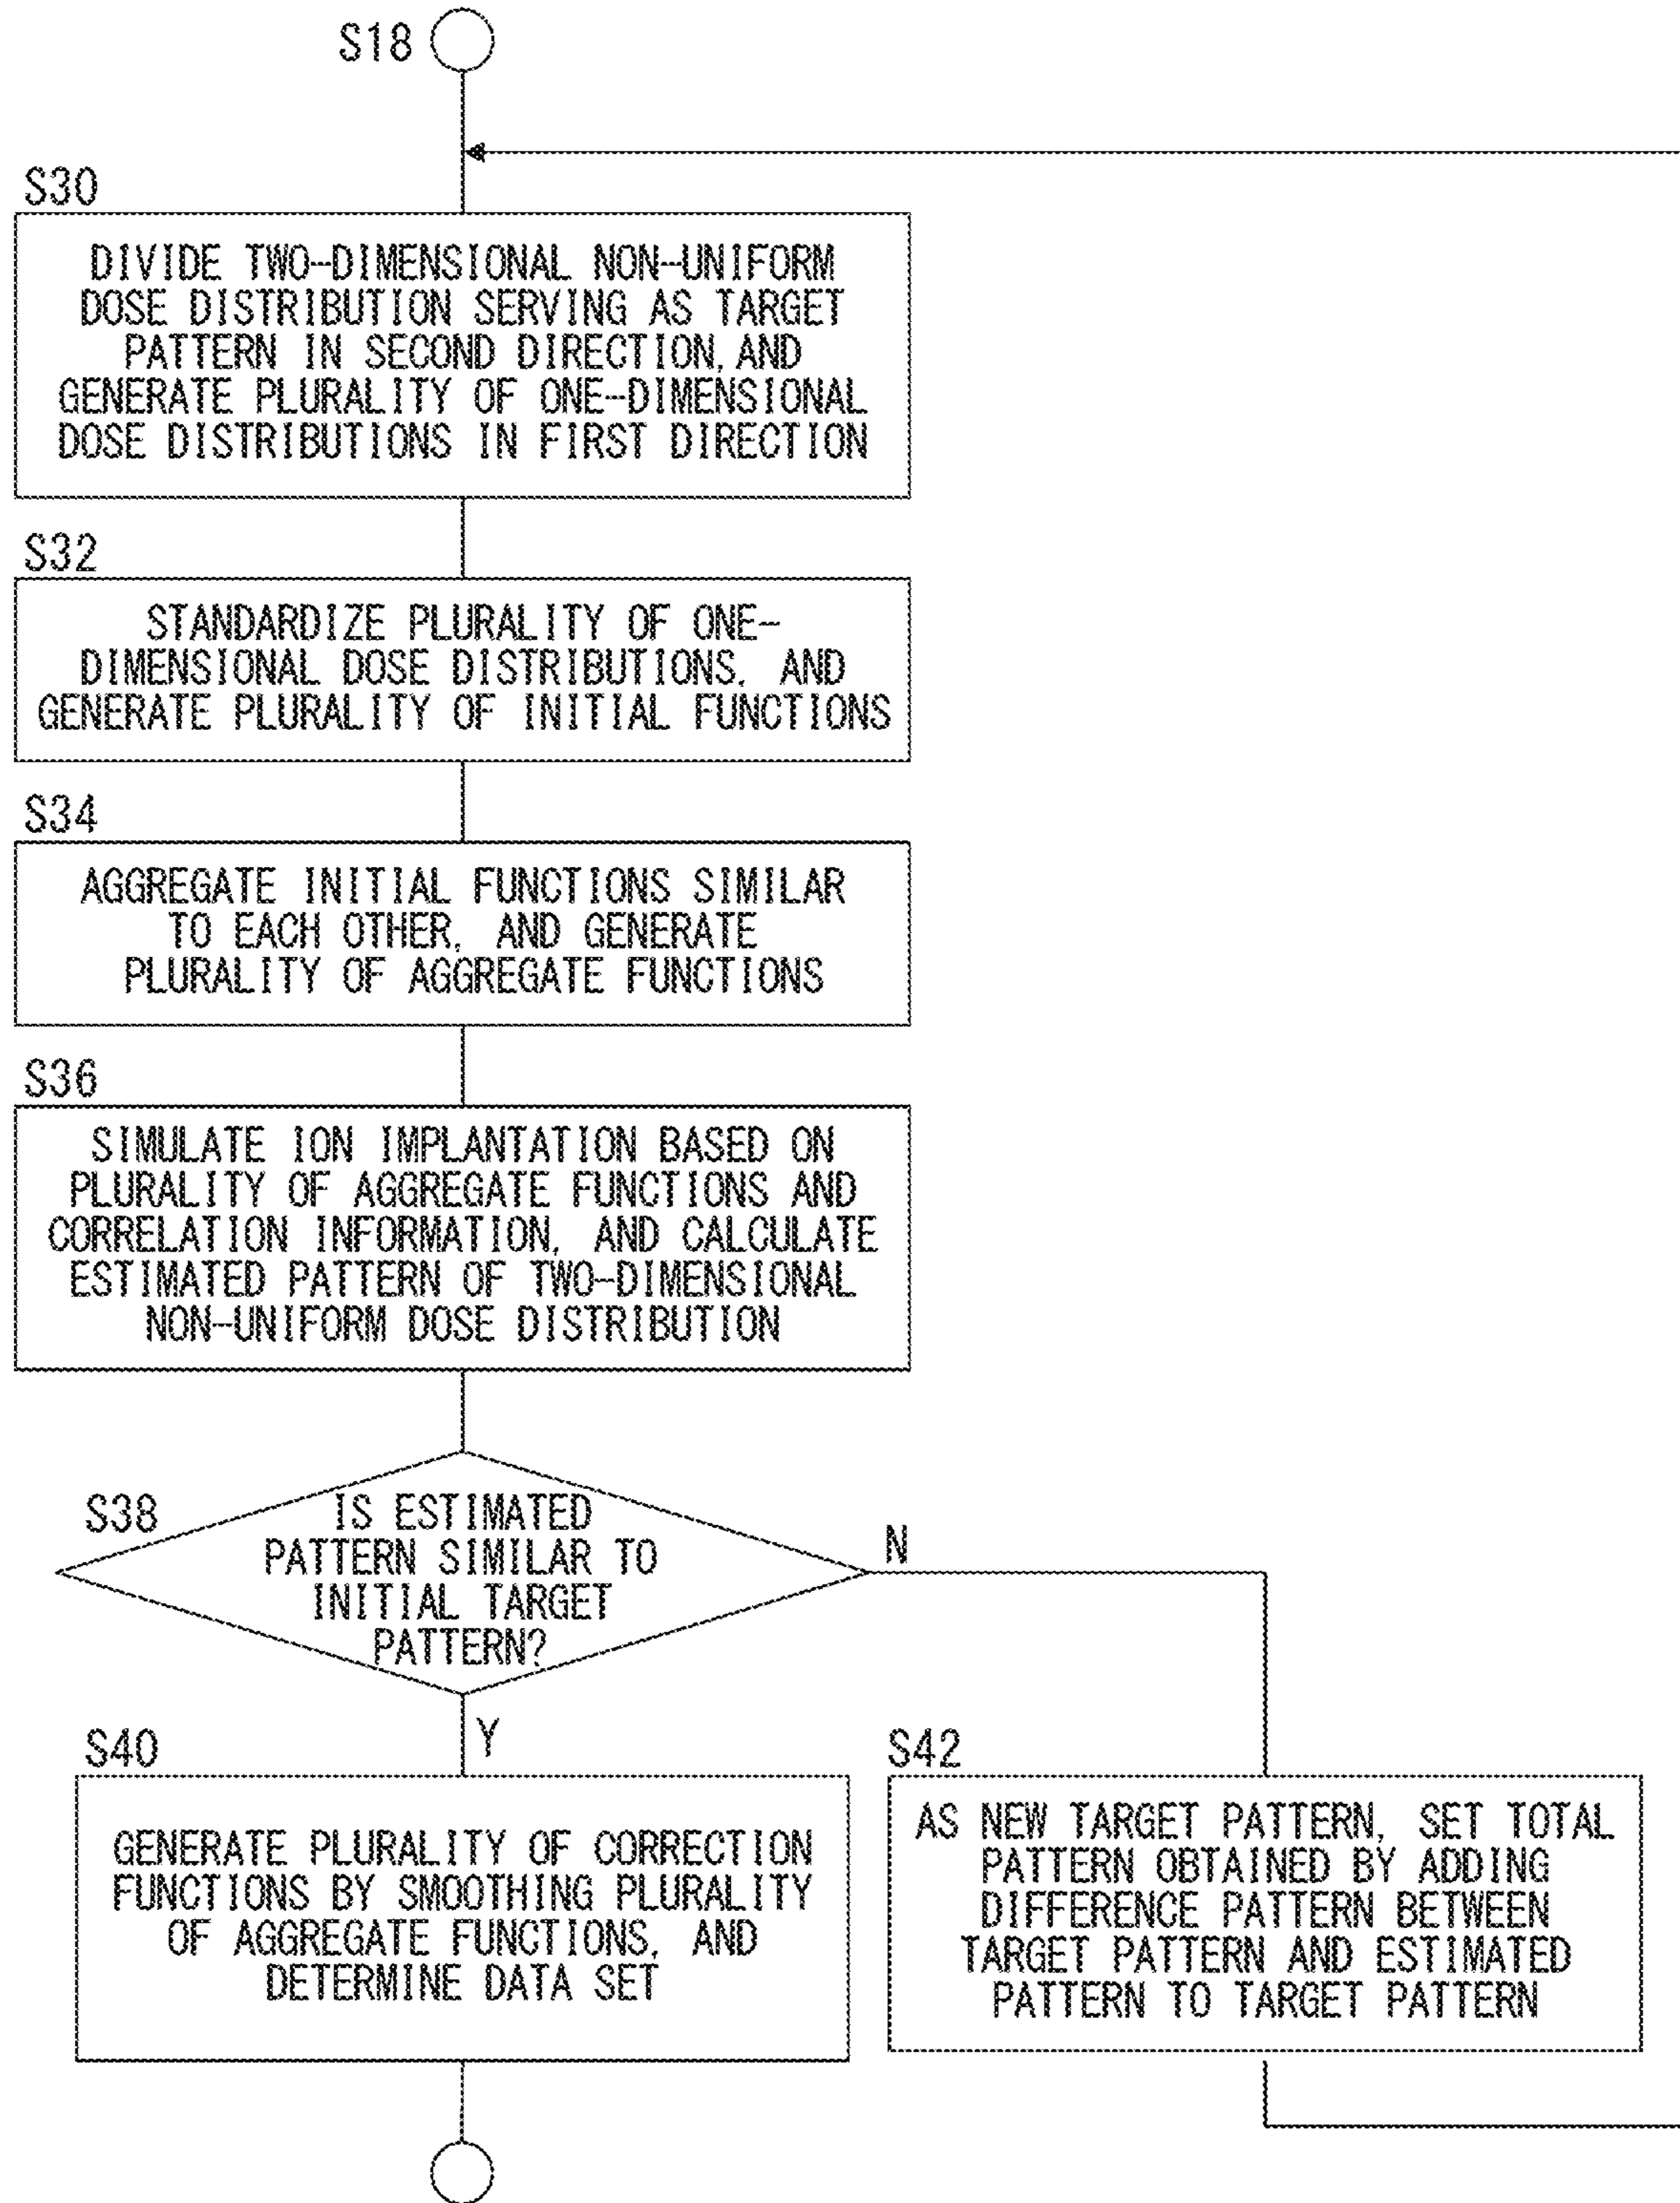 S18
S30
DIVIDE TWO-DIMENSIONAL NON-UNIFORM
DOSE DISTRIBUTION SERVING AS TARGET
PATTERN IN SECOND DIRECTION, AND
GENERATE PLURALITY OF ONE-DIMENSIONAL
DOSE DISTRIBUTIONS IN FIRST DIRECTION
S32
STANDARDIZE PLURALITY OF ONE-
DIMENSIONAL DOSE DISTRIBUTIONS, AND
GENERATE PLURALITY OF INITIAL FUNCTIONS
S34
AGGREGATE INITIAL FUNCTIONS SIMILAR
TO EACH OTHER, AND GENERATE
PLURALITY OF AGGREGATE FUNCTIONS
S36
SIMULATE ION IMPLANTATION BASED ON
PLURALITY OF AGGREGATE FUNCTIONS AND
CORRELATION INFORMATION, AND CALCULATE
ESTIMATED PATTERN OF TWO-DIMENSIONAL
NON-UNIFORM DOSE DISTRIBUTION
S38
IS ESTIMATED
PATTERN SIMILAR TO
INITIAL TARGET
PATTERN?
N
Y
S40
GENERATE PLURALITY OF CORRECTION
FUNCTIONS BY SMOOTHING PLURALITY
OF AGGREGATE FUNCTIONS, AND
DETERMINE DATA SET
S42
AS NEW TARGET PATTERN, SET TOTAL
PATTERN OBTAINED BY ADDING
DIFFERENCE PATTERN BETWEEN
TARGET PATTERN AND ESTIMATED
PATTERN TO TARGET PATTERN